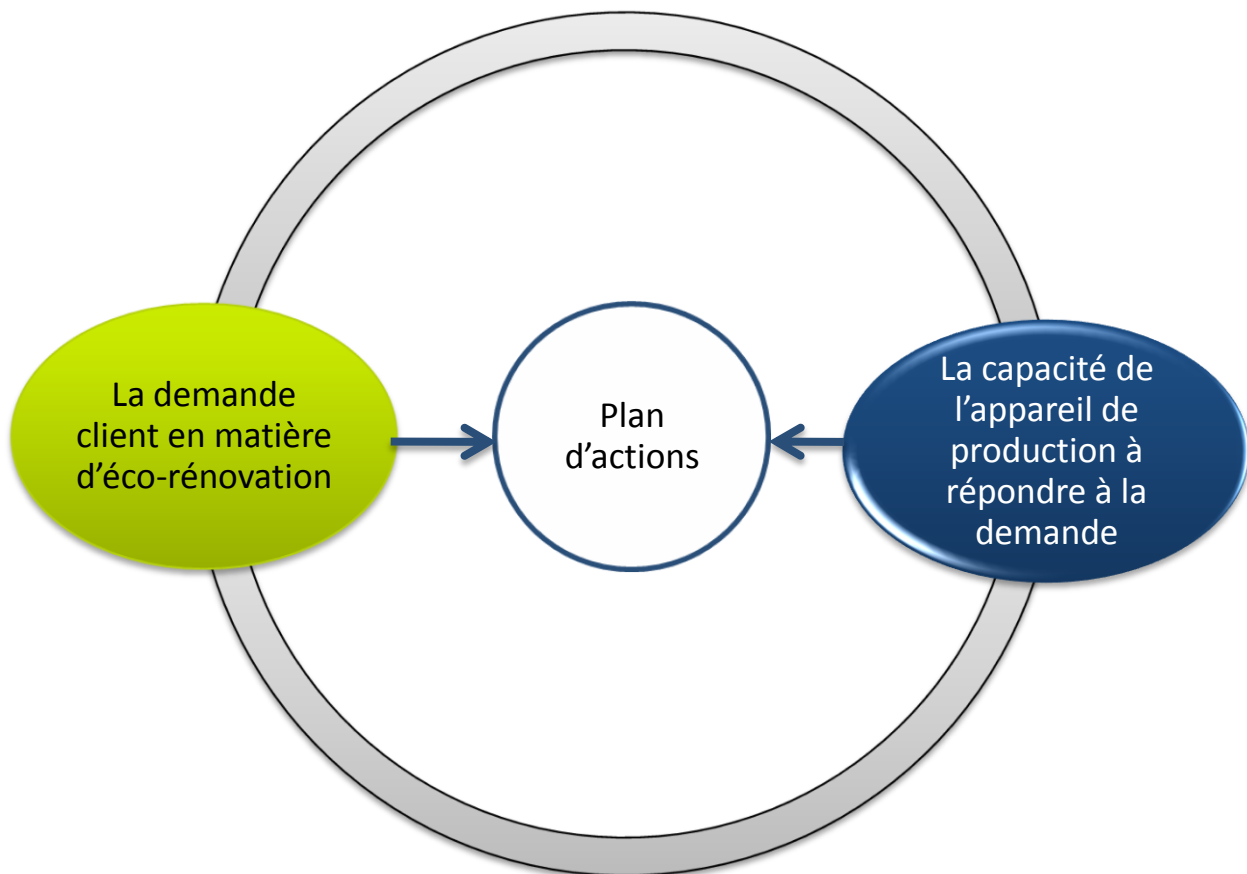 La demande
client en matière
d’éco-rénovation
Plan
d’actions
La capacité de
l’appareil de
production à
répondre à la
demande